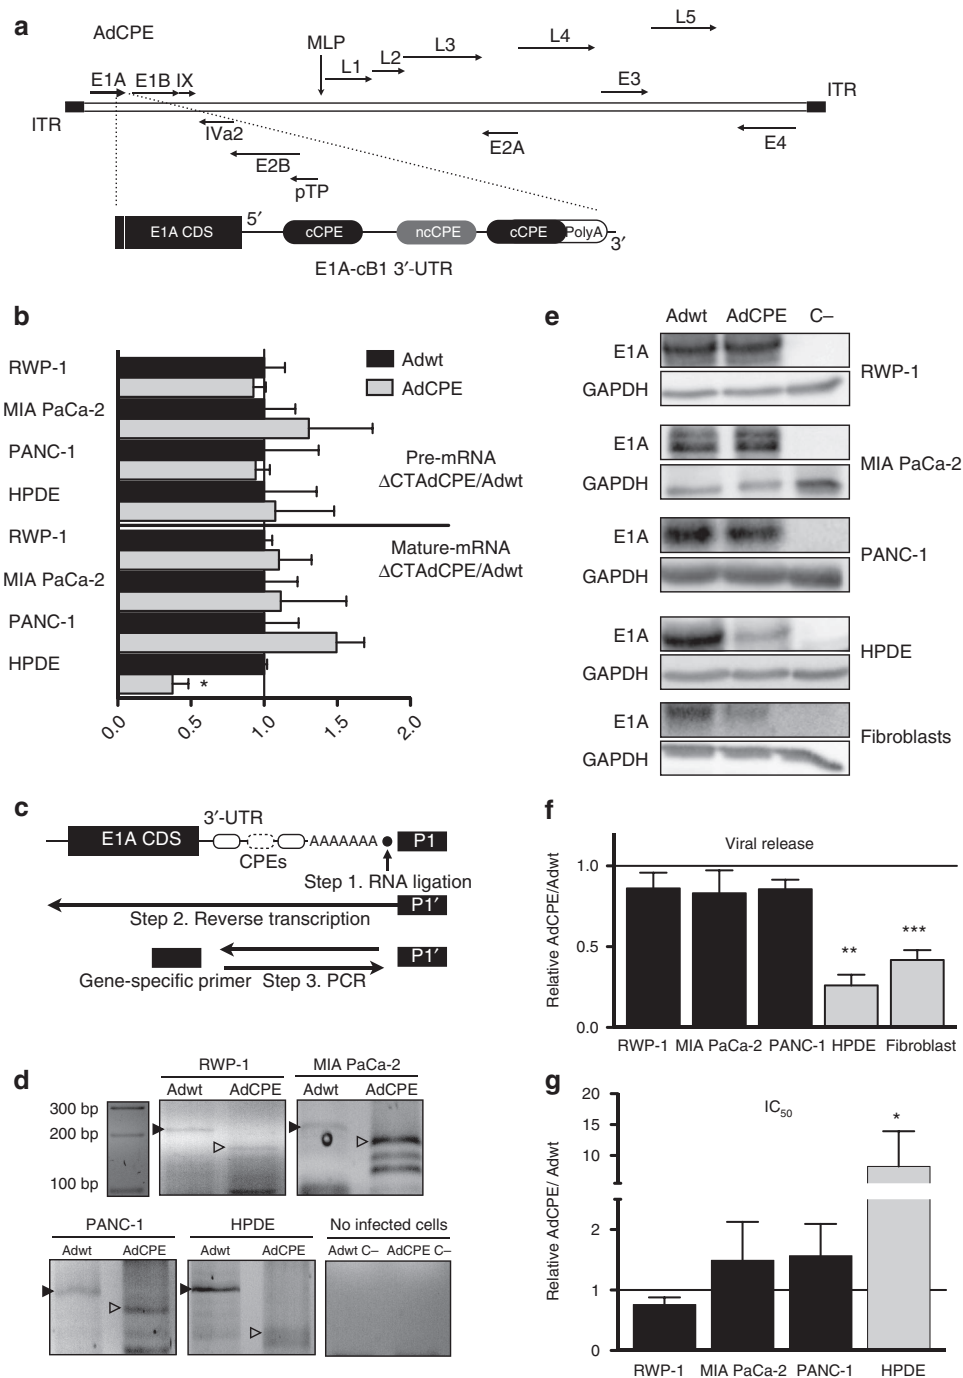 a
AdCPE
MLP
L1
L2
L3
L4
L5
E1A
E1B
IX
E3
ITR
ITR
IVa2
E2B
pTP
E2A
E4
E1A CDS
5′
cCPE
ncCPE
cCPE
PolyA
3′
E1A-cB1 3′-UTR
b
RWP-1
MIA PaCa-2
PANC-1
HPDE
RWP-1
MIA PaCa-2
PANC-1
HPDE
Adwt
AdCPE
Pre-mRNA
ΔCTAdCPE/Adwt
Mature-mRNA
ΔCTAdCPE/Adwt
*
0.0
0.5
1.0
1.5
2.0
c
3′-UTR
E1A CDS
CPEs
AAAAAAA
P1
Step 1. RNA ligation
P1′
Step 2. Reverse transcription
P1′
Gene-specific primer
Step 3. PCR
d
RWP-1
MIA PaCa-2
Adwt
AdCPE
Adwt
AdCPE
300 bp
200 bp
100 bp
PANC-1
HPDE
No infected cells
Adwt
AdCPE
Adwt
AdCPE
Adwt C–
AdCPE C–
e
Adwt
AdCPE
C–
E1A
GAPDH
RWP-1
E1A
GAPDH
MIA PaCa-2
E1A
GAPDH
PANC-1
E1A
GAPDH
HPDE
E1A
GAPDH
Fibroblasts
f
Viral release
Relative AdCPE/Adwt
1.0
0.5
0.0
**
***
RWP-1
MIA PaCa-2
PANC-1
HPDE
Fibroblast
g
IC50
Relative AdCPE/ Adwt
20
15
10
5
2
1
0
*
RWP-1
MIA PaCa-2
PANC-1
HPDE